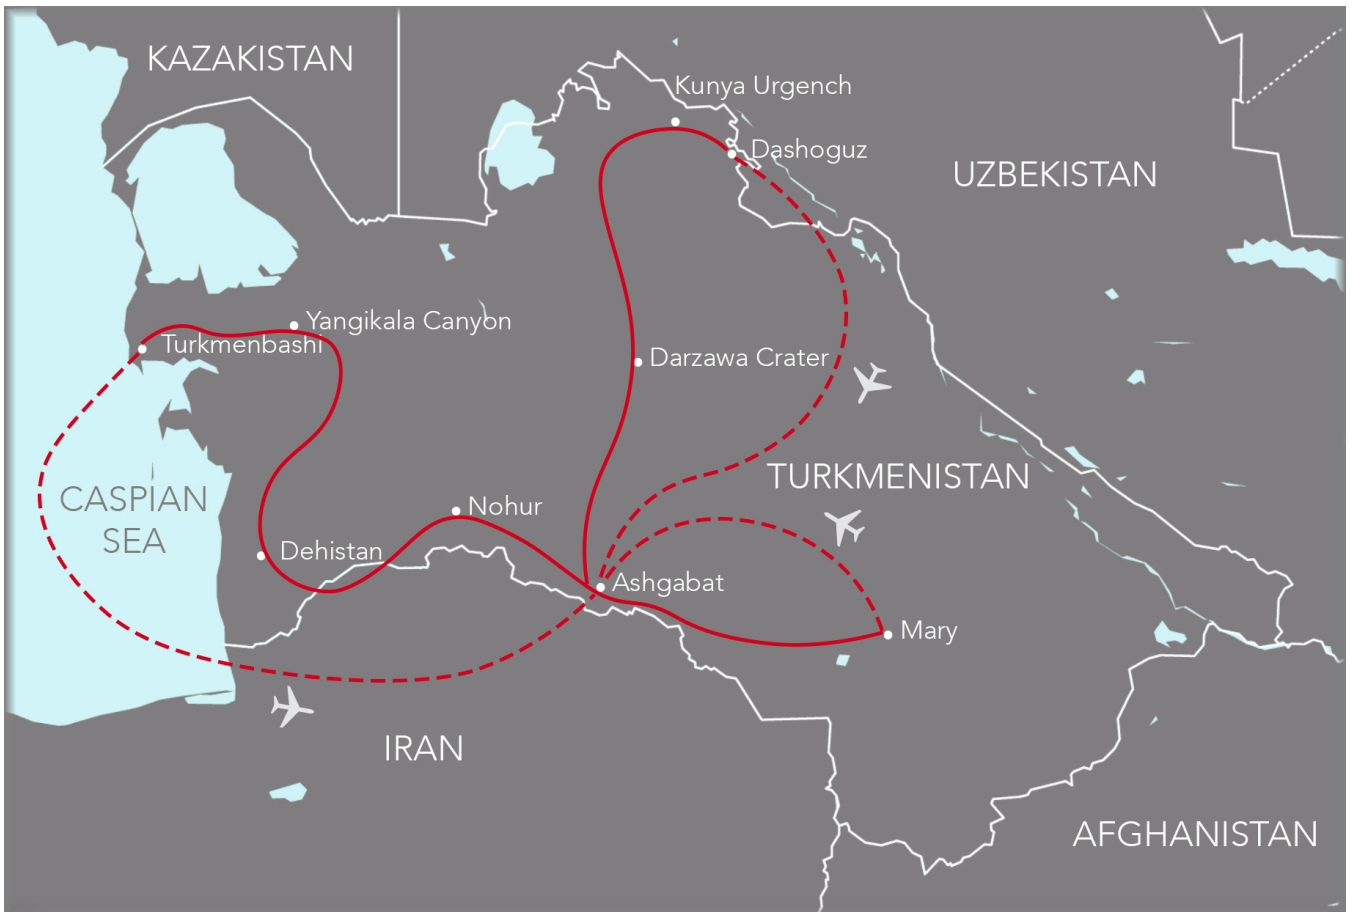 KAZAKISTAN
Kunya Urgench
Dashoguz
UZBEKISTAN
Yangikala Canyon
Turkmenbashi
Darzawa Crater
TURKMENISTAN
CASPIAN
SEA
Nohur
Dehistan
Ashgabat
Mary
IRAN
AFGHANISTAN